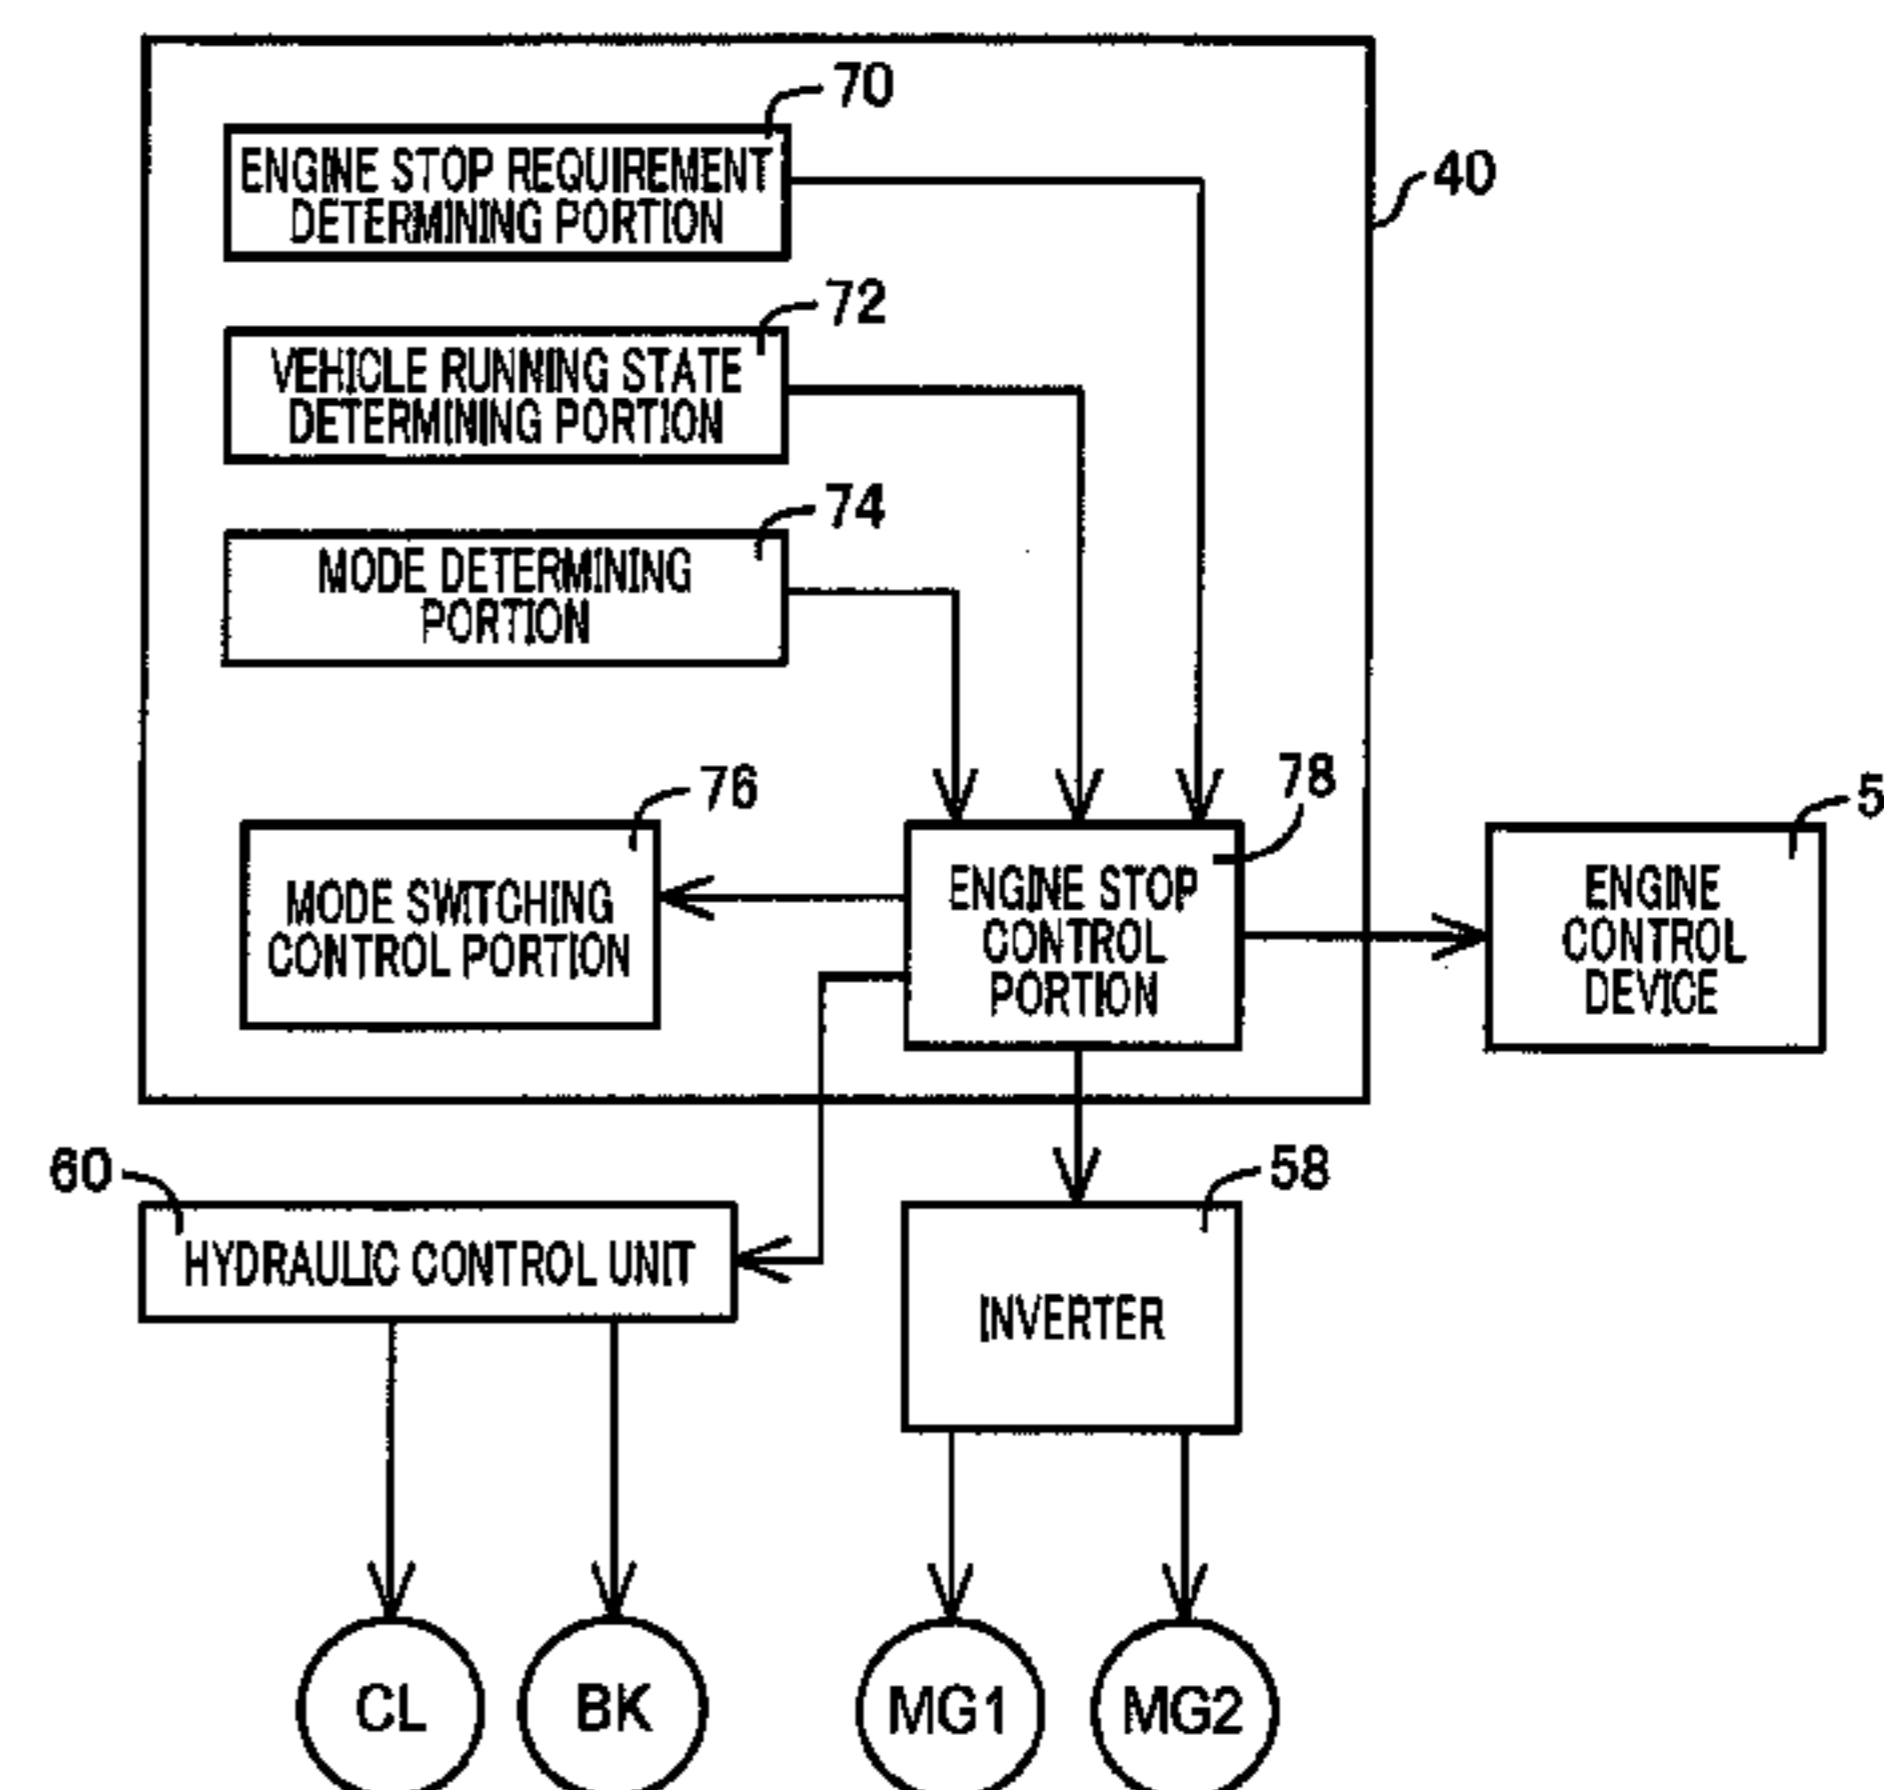 70
ENGINE STOP REQUIREMENT
DETERMINING PORTION
40
72
VEHICLE RUNNING STATE
DETERMINING PORTION
74
MODE DETERMINING
PORTION
76
MODE SWITCHING
CONTROL PORTION
78
ENGINE STOP
CONTROL
PORTION
5
ENGINE
CONTROL
DEVICE
60
HYDRAULIC CONTROL UNIT
58
INVERTER
CL
BK
MG1
MG2